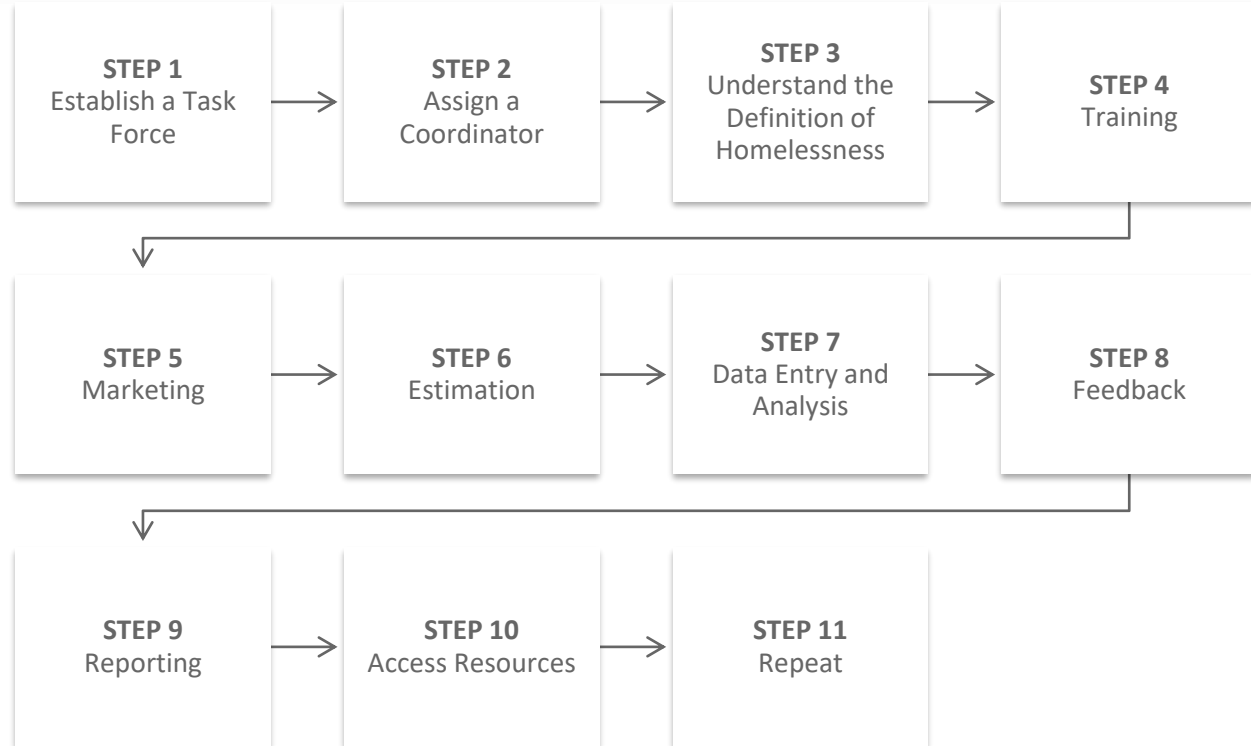 STEP 1
Establish a Task
Force
STEP 2
Assign a
Coordinator
STEP 3
Understand the
Definition of
Homelessness
STEP 4
Training
STEP 5
Marketing
STEP 6
Estimation
STEP 7
Data Entry and
Analysis
STEP 8
Feedback
STEP 9
Reporting
STEP 10
Access Resources
STEP 11
Repeat